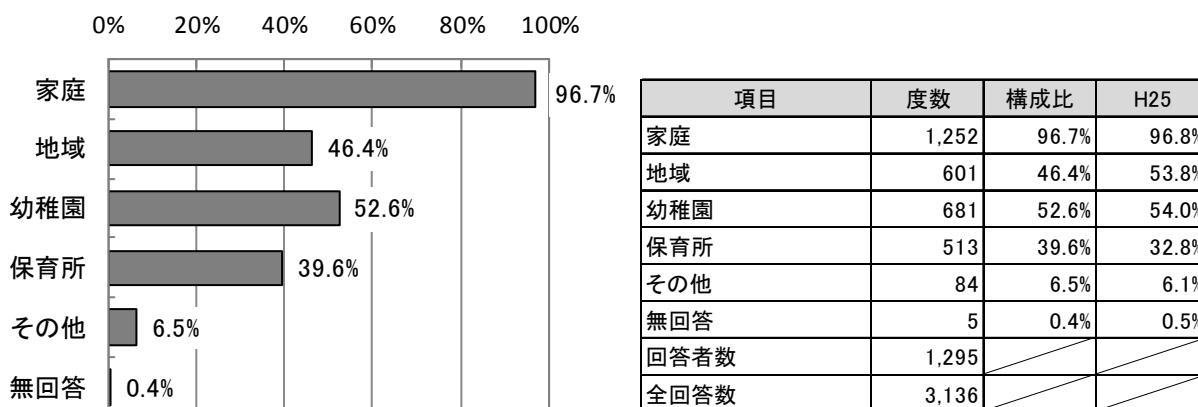 0% 20% 40% 60% 80% 100%
家庭 96.7%
地域 46.4%
幼稚園 52.6%
保育所 39.6%
その他 6.5%
無回答 0.4%
項目 度数 構成比 H25
家庭 1,252 96.7% 96.8%
地域 601 46.4% 53.8%
幼稚園 681 52.6% 54.0%
保育所 513 39.6% 32.8%
その他 84 6.5% 6.1%
無回答 5 0.4% 0.5%
回答者数 1,295
全回答数 3,136